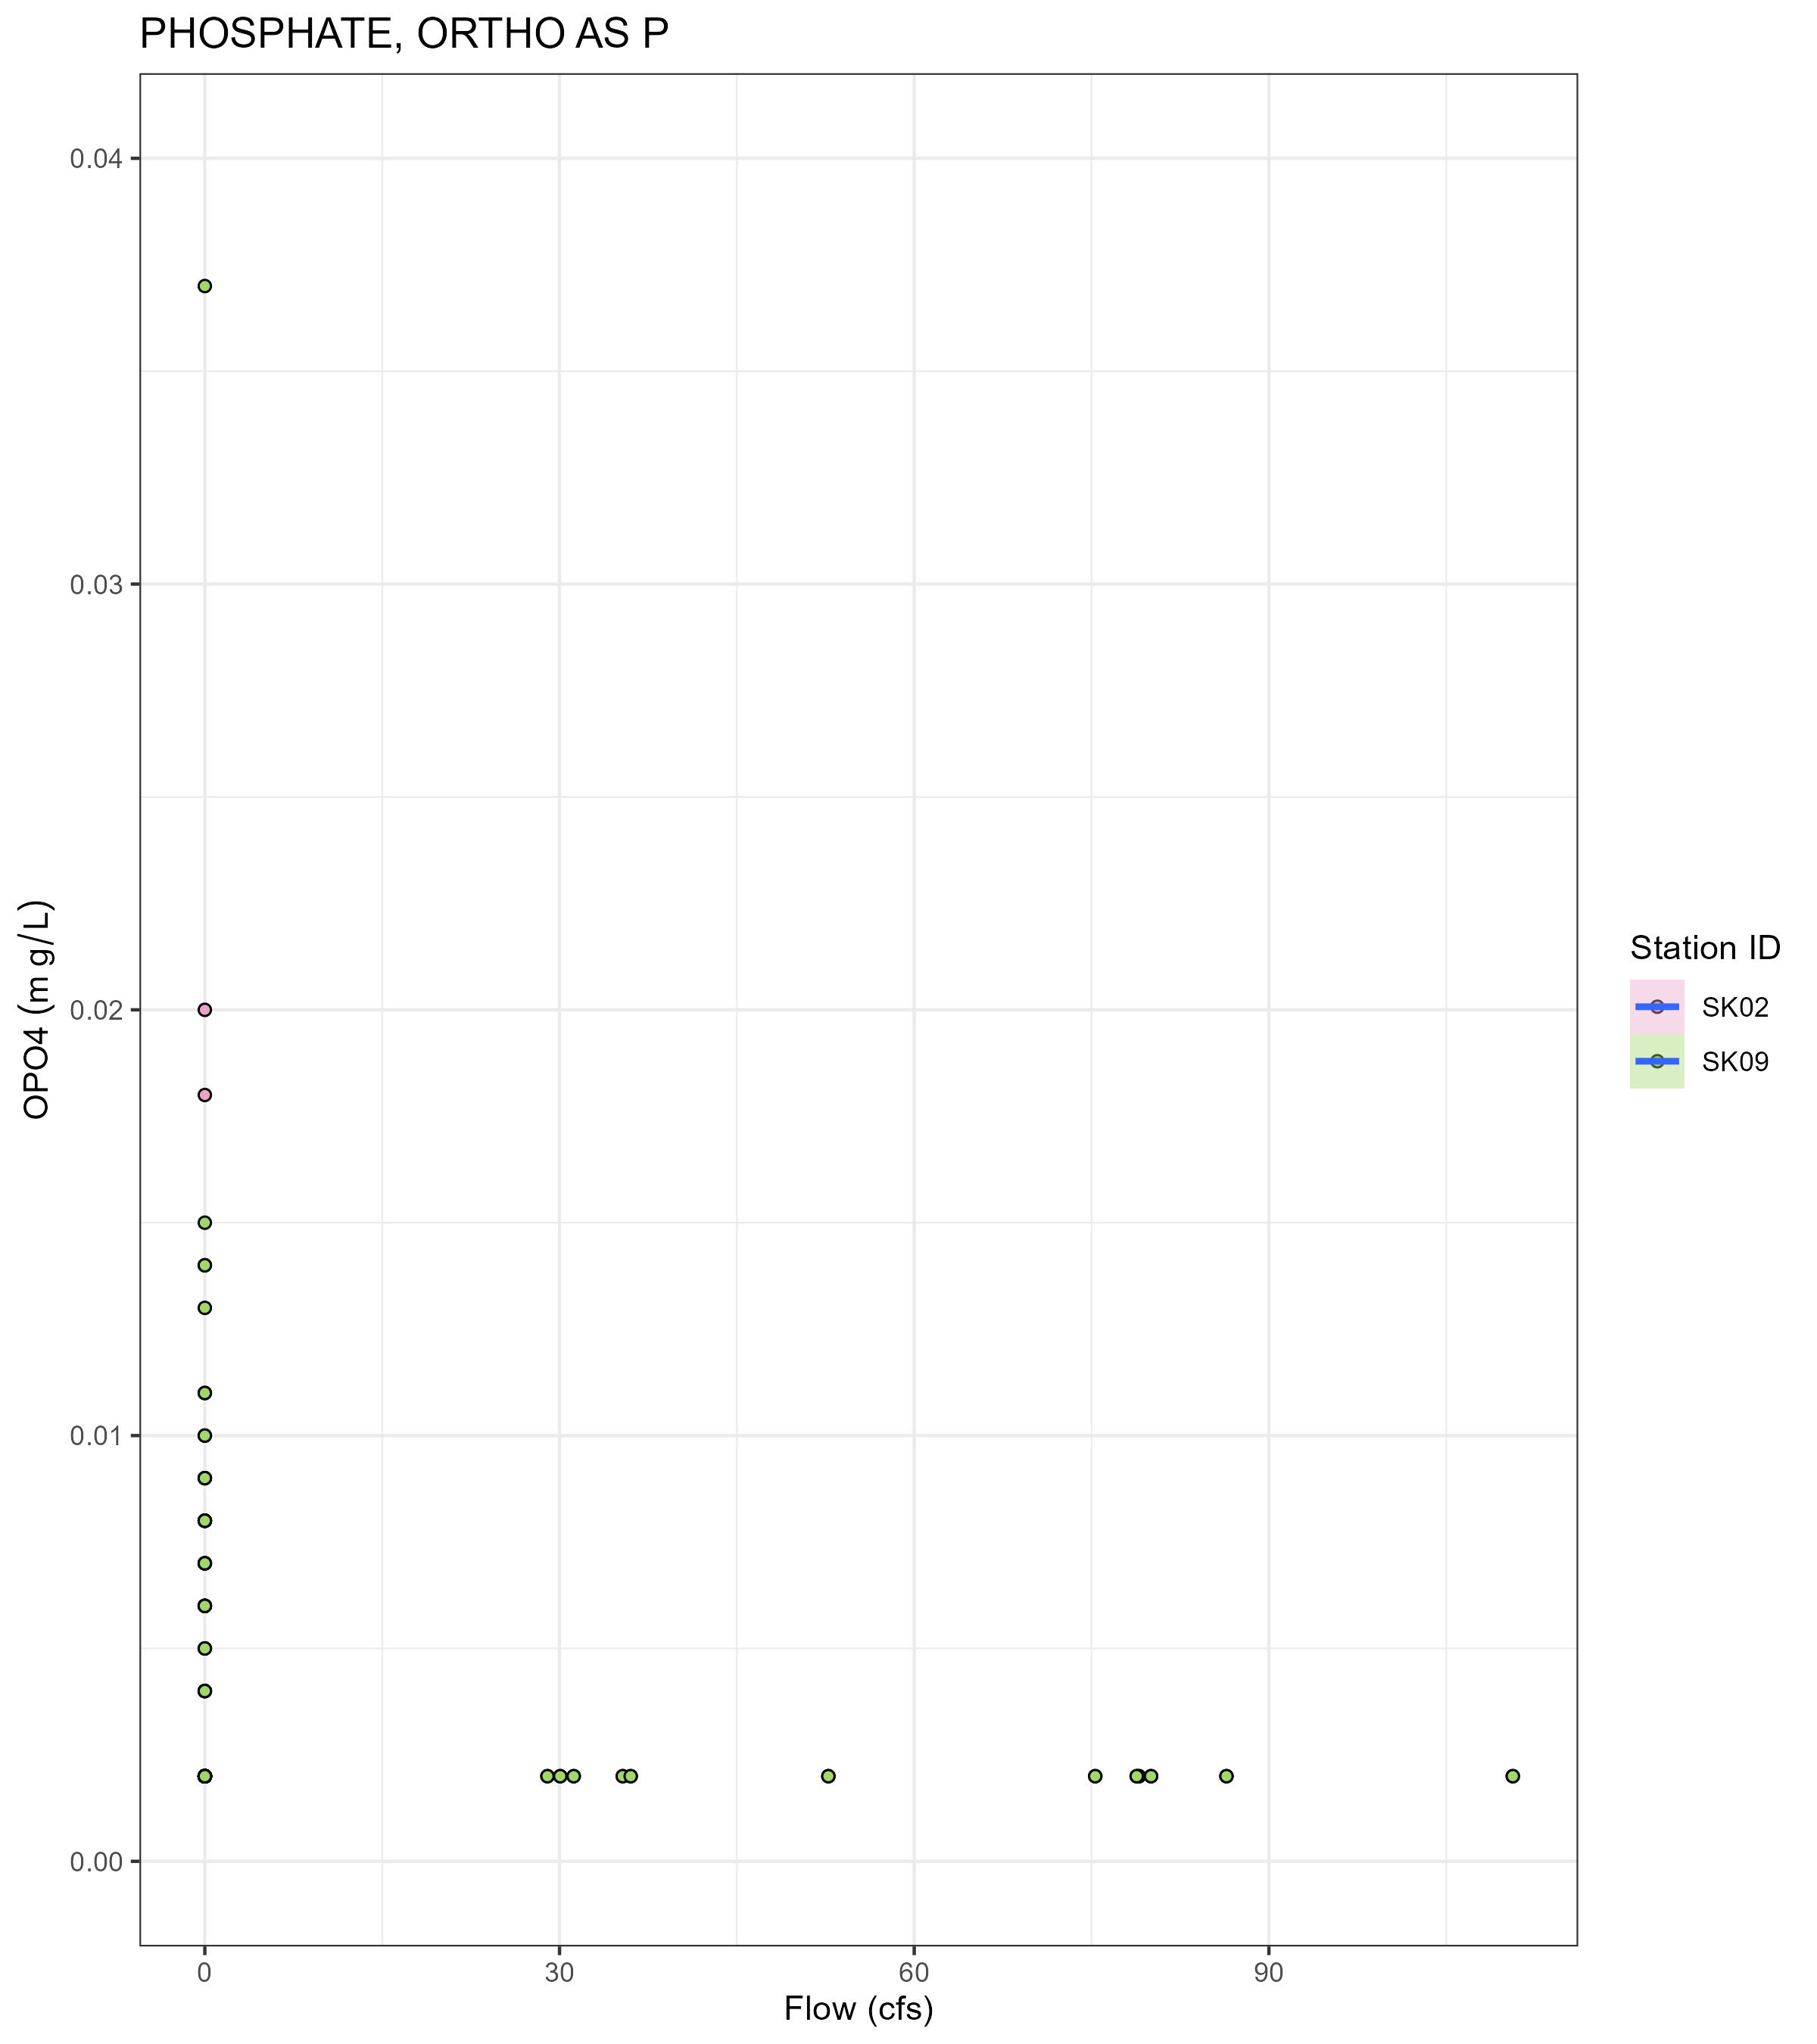 PHOSPHATE, ORTHO AS P
0.04
0.03
0.02
0.01
0.00
OPO4 (mg/L)
0 30 60 90
Flow (cfs)
Station ID
SK02
SK09